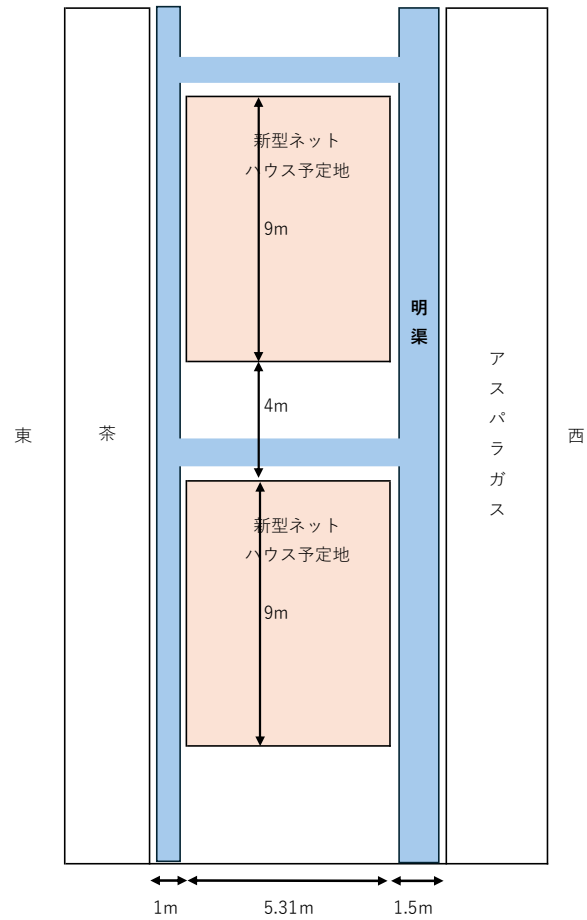 新型ネット
ハウス予定地
9m
明渠
4m
東
茶
アスパラガス
西
新型ネット
ハウス予定地
9m
1m
5.31m
1.5m